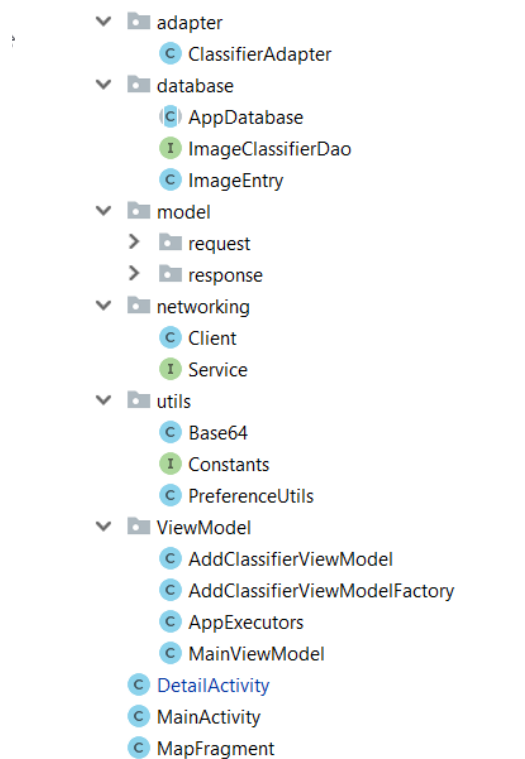 adapter
C ClassifierAdapter
database
C AppDatabase
I ImageClassifierDao
C ImageEntry
model
request
response
networking
C Client
I Service
utils
C Base64
I Constants
C PreferenceUtils
ViewModel
C AddClassifierViewModel
C AddClassifierViewModelFactory
C AppExecutors
C MainViewModel
C DetailActivity
C MainActivity
C MapFragment